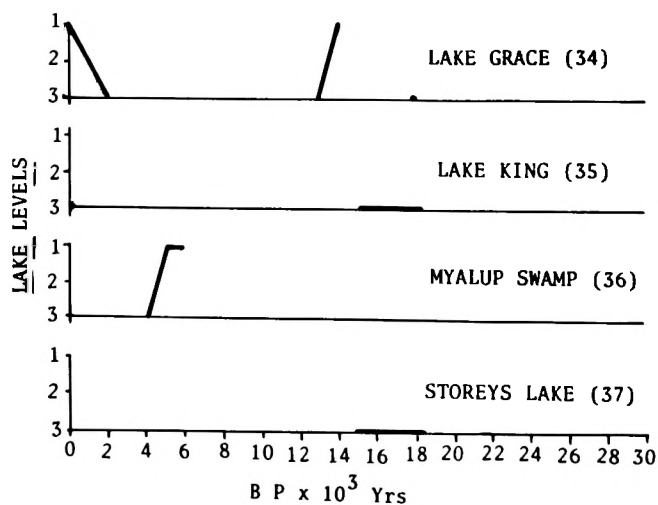 1
2
3
LAKE GRACE (34)
1
2
3
LAKE KING (35)
LAKE LEVELS
1
2
3
MYALUP SWAMP (36)
1
2
3
STOREYS LAKE (37)
0 2 4 6 8 10 12 14 16 18 20 22 24 26 28 30
B P x 10³ Yrs